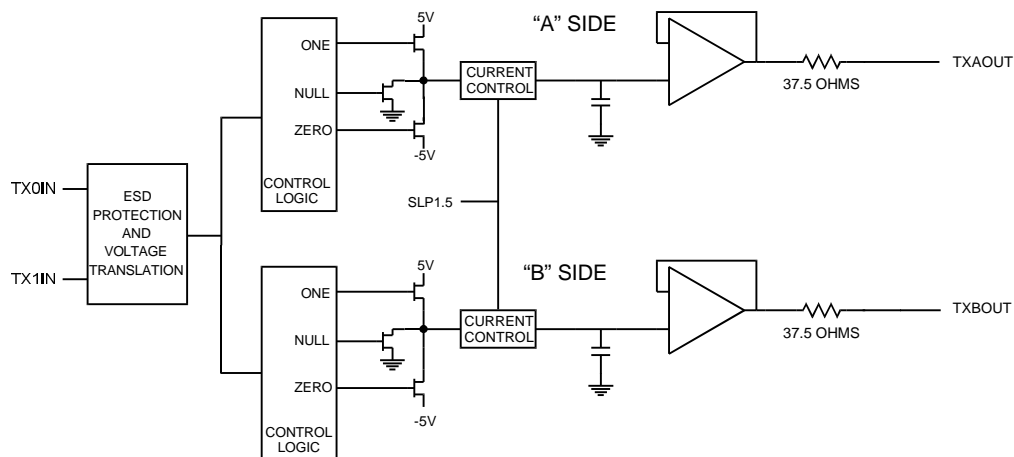 5V
"A" SIDE
ONE
CURRENT
CONTROL
TXAOUT
37.5 OHMS
NULL
ZERO
-5V
CONTROL
LOGIC
TX0IN
ESD
PROTECTION
AND
VOLTAGE
TRANSLATION
TX1IN
SLP1.5
5V
"B" SIDE
ONE
CURRENT
CONTROL
TXBOUT
37.5 OHMS
NULL
ZERO
-5V
CONTROL
LOGIC